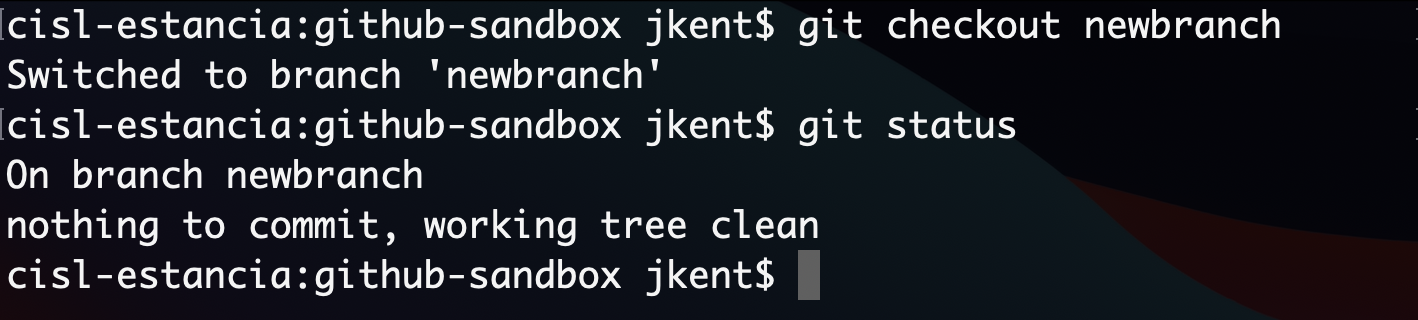 cisl-estancia:github-sandbox jkent$ git checkout newbranch
Switched to branch 'newbranch'
cisl-estancia:github-sandbox jkent$ git status
On branch newbranch
nothing to commit, working tree clean
cisl-estancia:github-sandbox jkent$